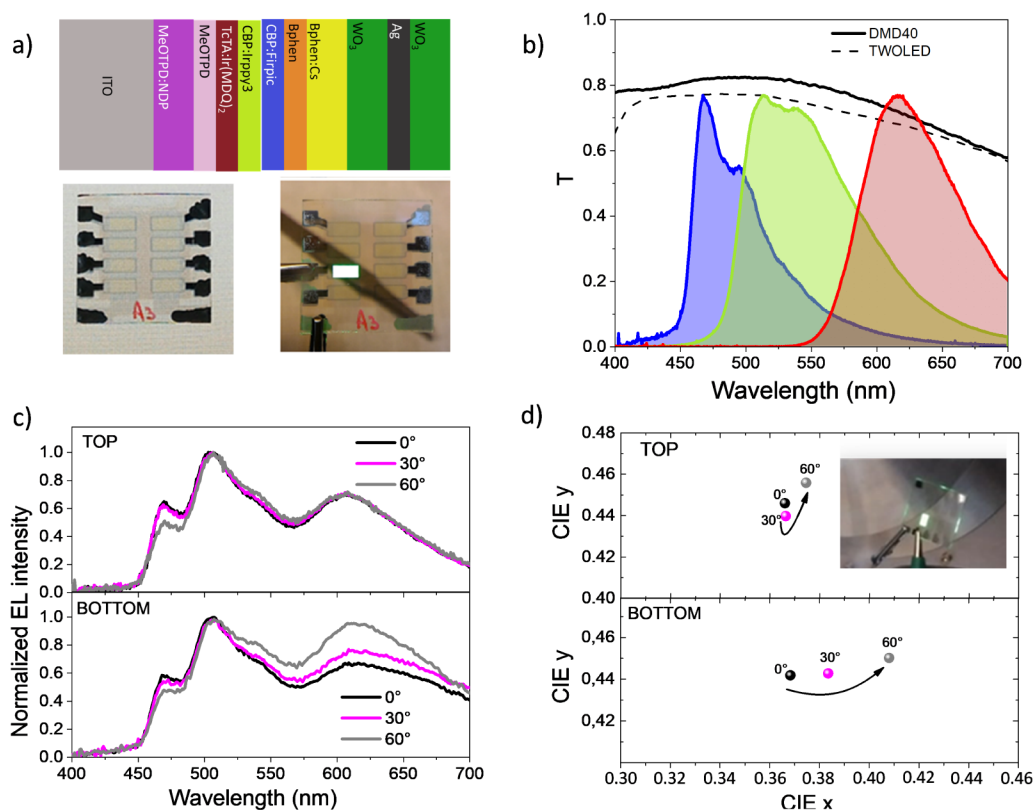 a)
ITO
MeOTPD:NDP
MeOTPD
TcTA:Ir(MDQ)₂
CBP:Irppy3
CBP:Firpic
Bphen
Bphen:Cs
WO₃
Ag
WO₃
A3
A3
b)
DMD40
TWOLED
T
1.0
0.8
0.6
0.4
0.2
0.0
400 450 500 550 600 650 700
Wavelength (nm)
c)
TOP
0°
30°
60°
1.0
0.8
0.6
0.4
0.2
0.0
BOTTOM
0°
30°
60°
1.0
0.8
0.6
0.4
0.2
0.0
Normalized EL intensity
400 450 500 550 600 650 700
Wavelength (nm)
d)
TOP
60°
0°
30°
0.48
0.46
0.44
0.42
0.40
CIE y
BOTTOM
0°
30°
60°
0.46
0.44
0.42
CIE y
0.30 0.32 0.34 0.36 0.38 0.40 0.42 0.44 0.46
CIE x